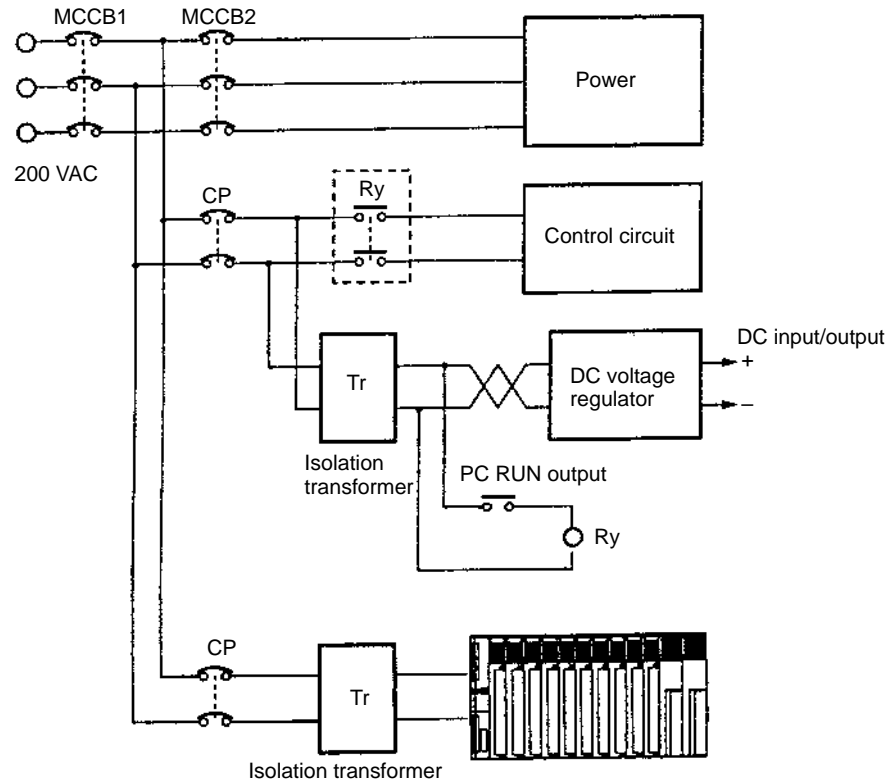 MCCB1
MCCB2
Power
200 VAC
CP
Ry
Control circuit
DC input/output
+
Tr
DC voltage
regulator
–
Isolation
transformer
PC RUN output
Ry
CP
Tr
Isolation transformer